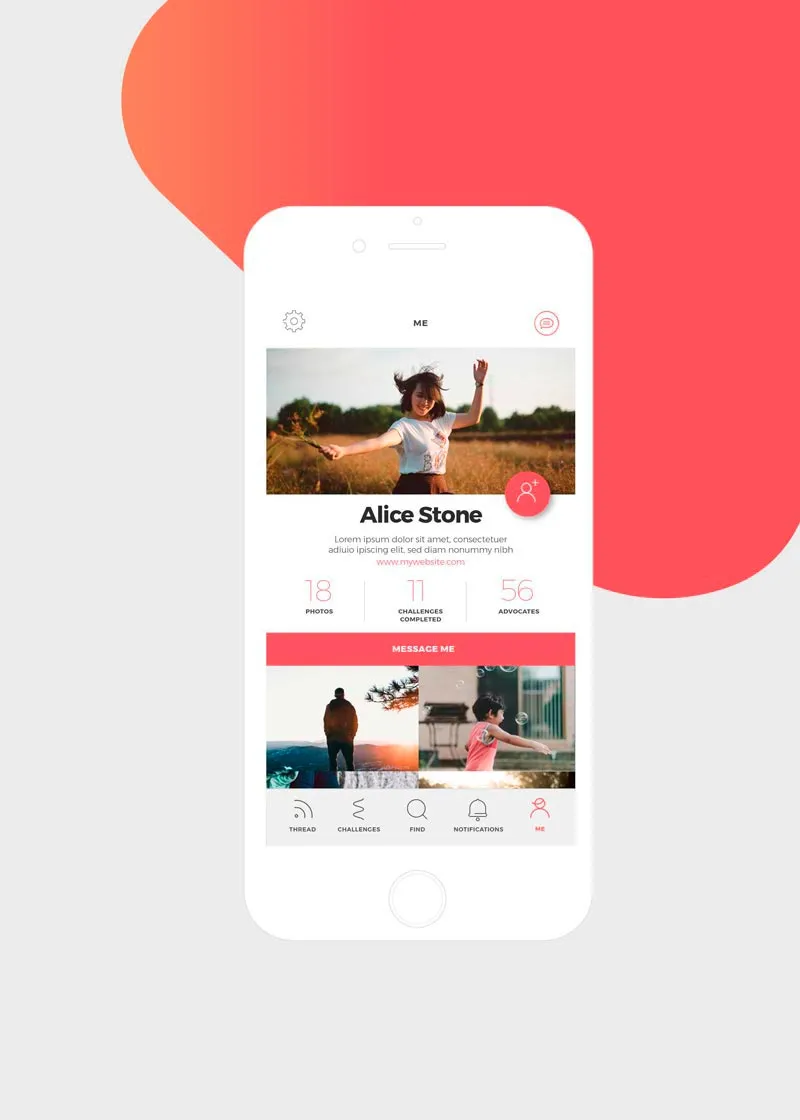 ME
Alice Stone
Lorem ipsum dolor sit amet, consectetuer
adluio ipiscing elit, sed diam nonummy nibh
www.mywebsite.com
18 11 56
PHOTOS CHALLENGES ADVOCATES
COMPLETED
MESSAGE ME
THREAD CHALLENGES FIND NOTIFICATIONS ME